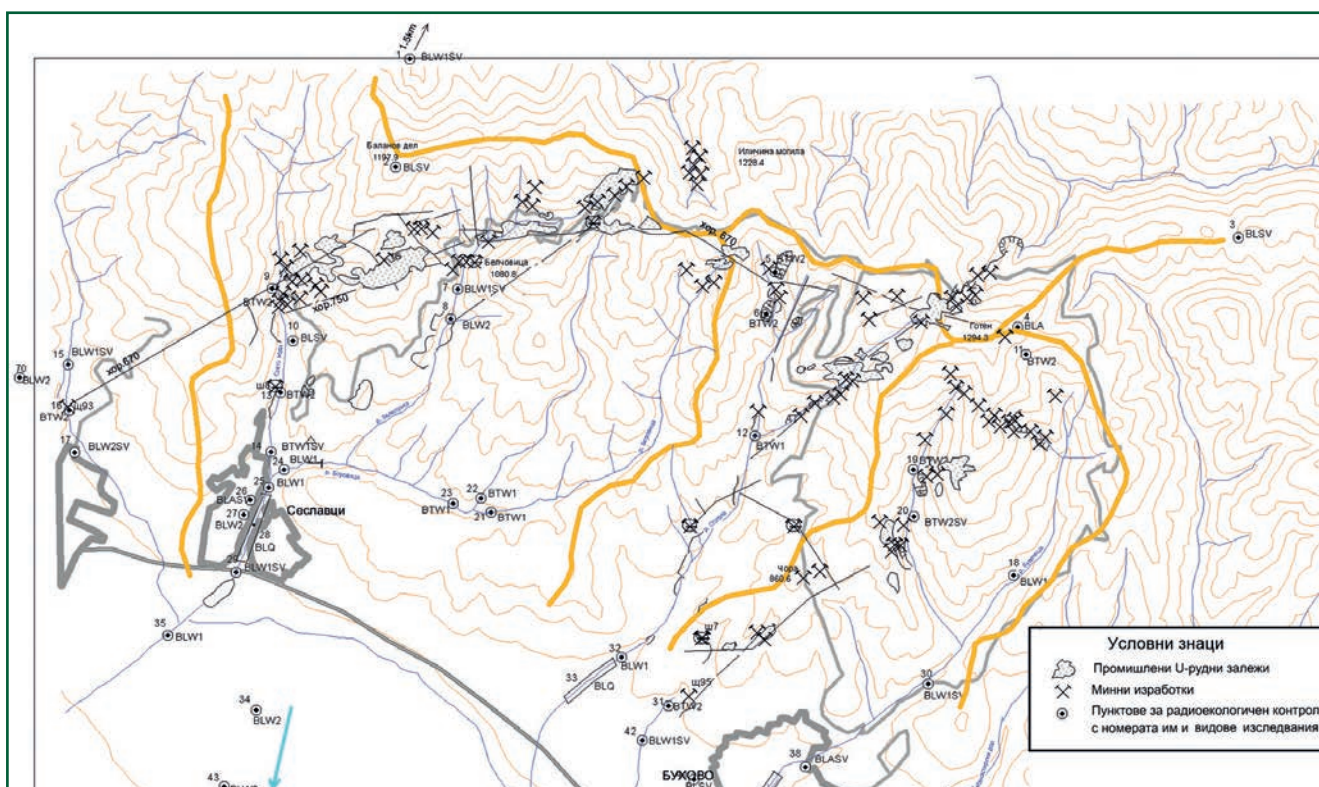 1.5km
1
BLW1SV
Баланов дел
1197.9
2
BLSV
Иличина могила
1228.4
3
BLSV
хор. 670
5
BTW2
Белчовица
1080.8
9
BTW2
7
BLW1SV
хор.750
6
BTW2
BLW2
4
BLA
Готен
1294.3
10
BLSV
11
BTW2
15
BLW1SV
хор.670
70
BLW2
13
BTW2
16
щ93
BTW2
12
BTW1
17
BLW2SV
14
BTW1SV
24
BLW1
19
BTW2
25
BLW1
26
BLASV
22
BTW1
23
BTW1
21
BTW1
27
BLW2
Сеславци
28
BLQ
20
BTW2SV
29
BLW1SV
Чора
860.6
18
BLW1
35
BLW1
ш7
32
BLW1
33
BLQ
щ95
31
BTW2
30
BLW1SV
34
BLW2
42
BLW1SV
38
BLASV
БУХОВО
43
Условни знаци
Промишлени U-рудни залежи
Минни изработки
Пунктове за радиоекологичен контрол
с номерата им и видове изследвания